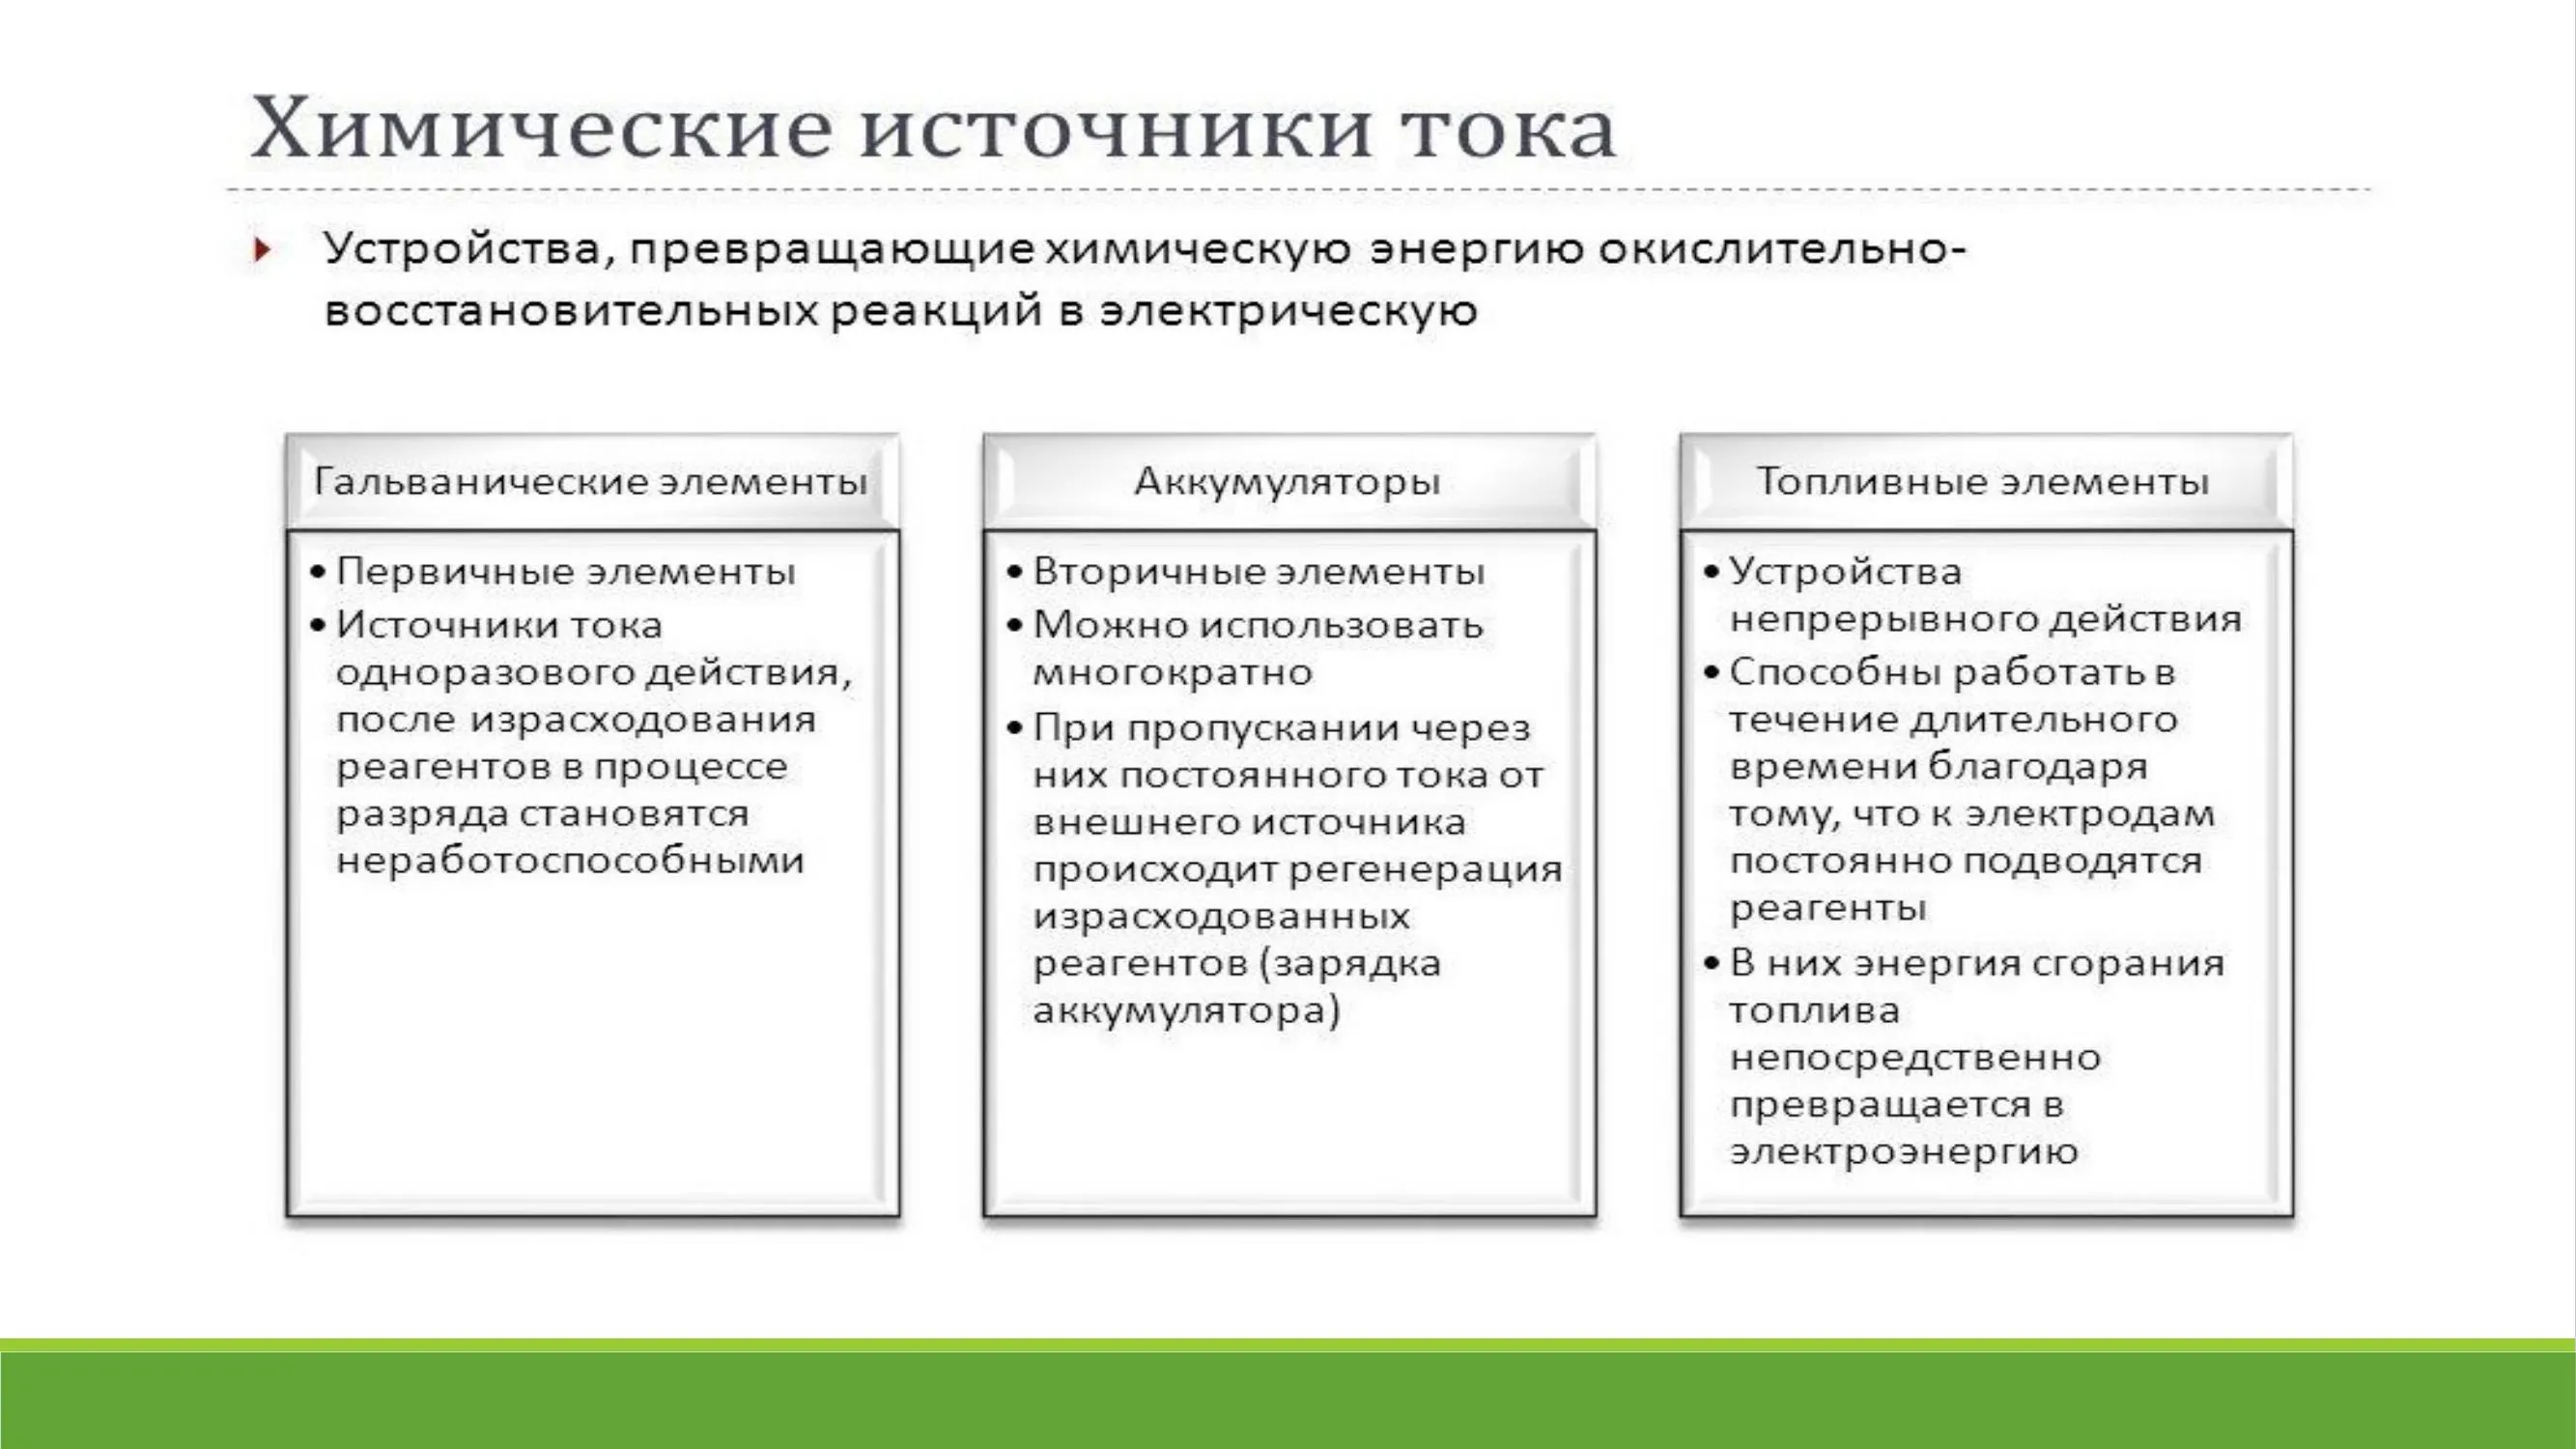 Химические источники тока
Устройства, превращающие химическую энергию окислительно-
восстановительных реакций в электрическую
Гальванические элементы
• Первичные элементы
• Источники тока
одноразового действия,
после израсходования
реагентов в процессе
разряда становятся
неработоспособными
Аккумуляторы
• Вторичные элементы
• Можно использовать
многократно
• При пропускании через
них постоянного тока от
внешнего источника
происходит регенерация
израсходованных
реагентов (зарядка
аккумулятора)
Топливные элементы
• Устройства
непрерывного действия
• Способны работать в
течение длительного
времени благодаря
тому, что к электродам
постоянно подводятся
реагенты
• В них энергия сгорания
топлива
непосредственно
превращается в
электроэнергию